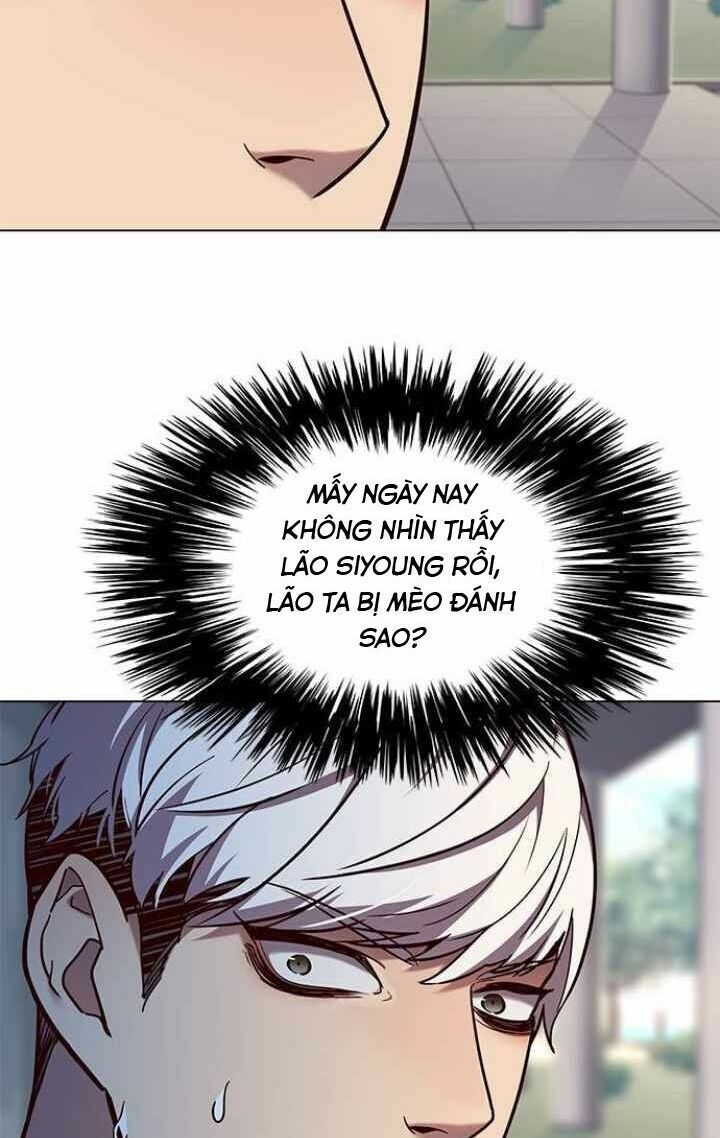 MẤY NGÀY NAY
KHÔNG NHÌN THẤY
LÃO SIYOUNG RỒI,
LÃO TA BỊ MÈO ĐÁNH
SAO?